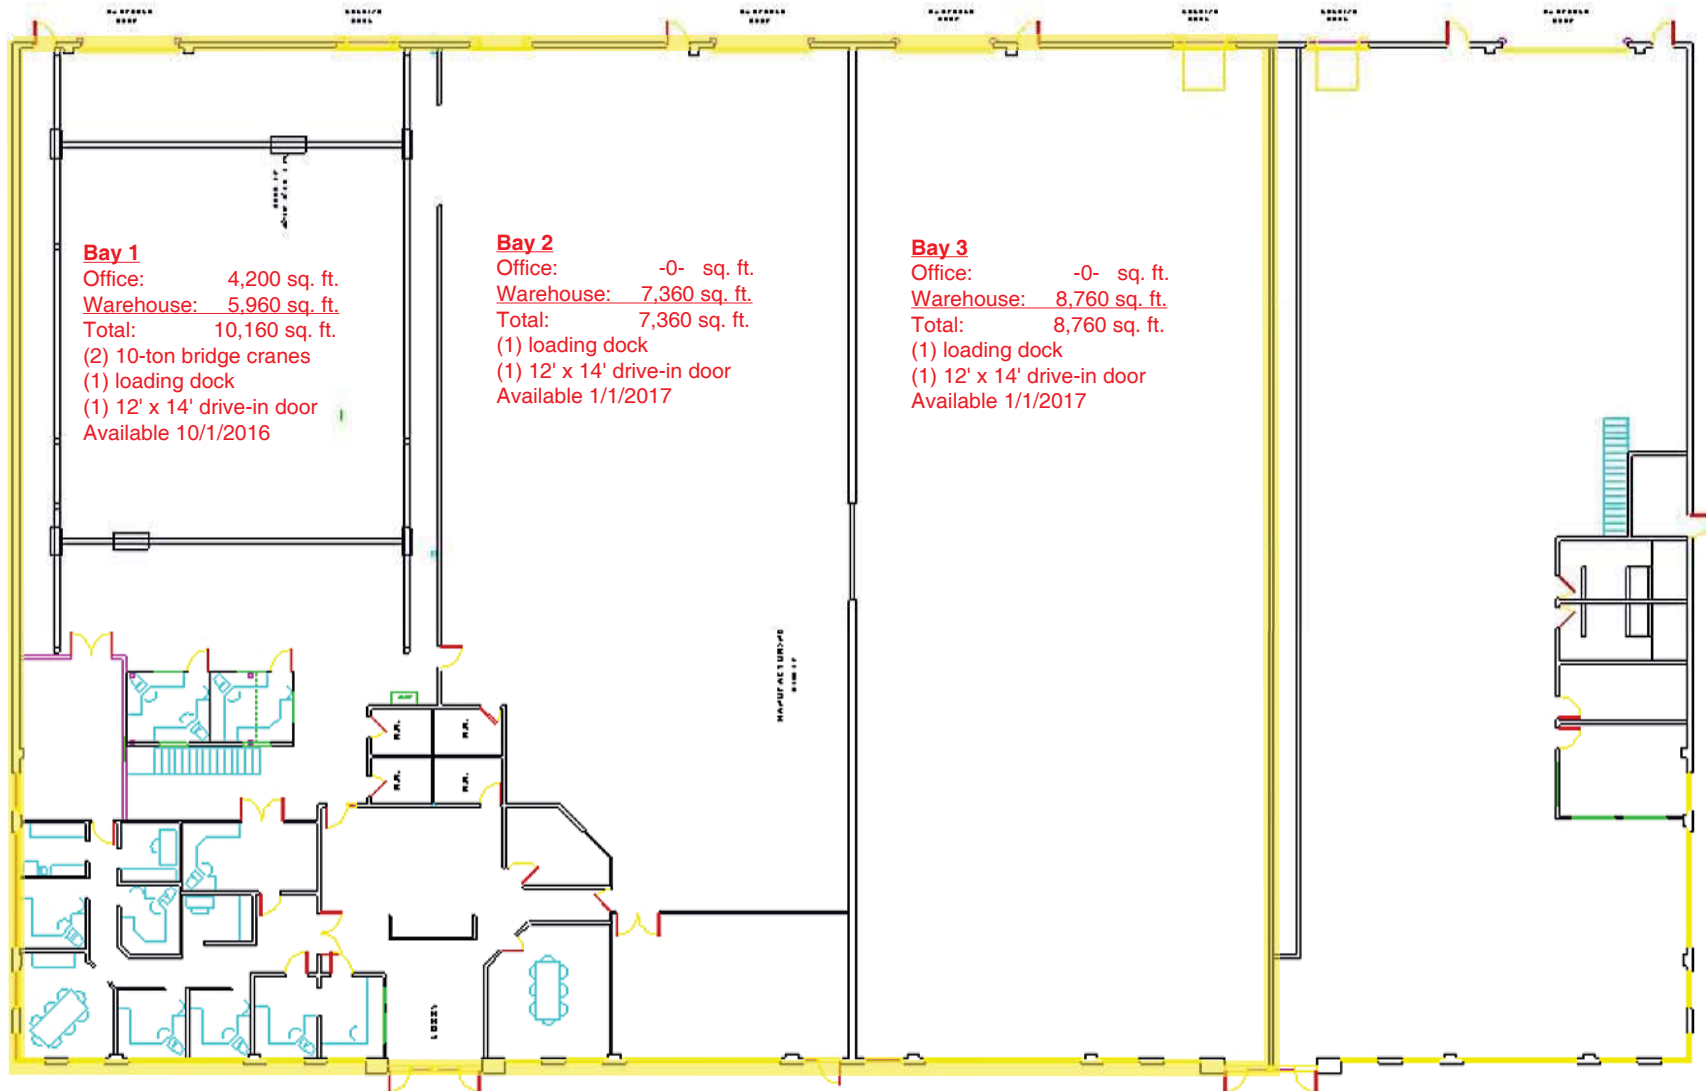 Bay 1
Office: 4,200 sq. ft.
Warehouse: 5,960 sq. ft.
Total: 10,160 sq. ft.
(2) 10-ton bridge cranes
(1) loading dock
(1) 12' x 14' drive-in door
Available 10/1/2016
Bay 2
Office: -0- sq. ft.
Warehouse: 7,360 sq. ft.
Total: 7,360 sq. ft.
(1) loading dock
(1) 12' x 14' drive-in door
Available 1/1/2017
Bay 3
Office: -0- sq. ft.
Warehouse: 8,760 sq. ft.
Total: 8,760 sq. ft.
(1) loading dock
(1) 12' x 14' drive-in door
Available 1/1/2017
MANUFACTURING
R.R.
R.R.
R.R.
R.R.
LOBBY